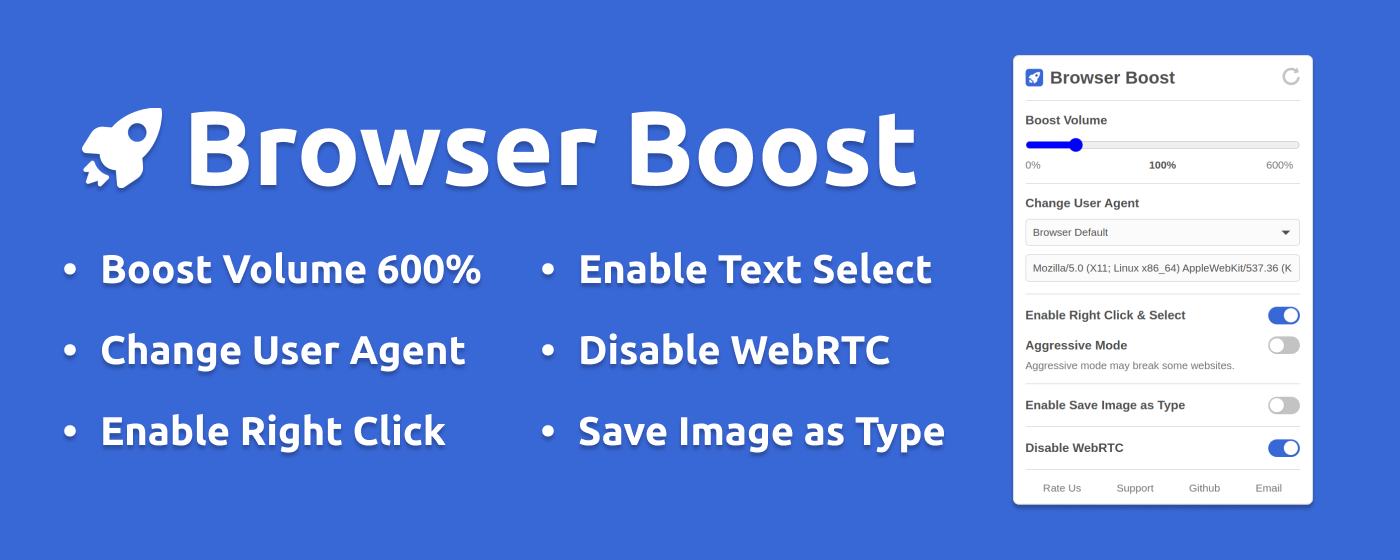 Browser Boost
• Boost Volume 600%
• Change User Agent
• Enable Right Click
• Enable Text Select
• Disable WebRTC
• Save Image as Type
Browser Boost
Boost Volume
0% 100% 600%
Change User Agent
Browser Default
Mozilla/5.0 (X11; Linux x86_64) AppleWebKit/537.36 (K
Enable Right Click & Select
Aggressive Mode
Aggressive mode may break some websites.
Enable Save Image as Type
Disable WebRTC
Rate Us Support Github Email